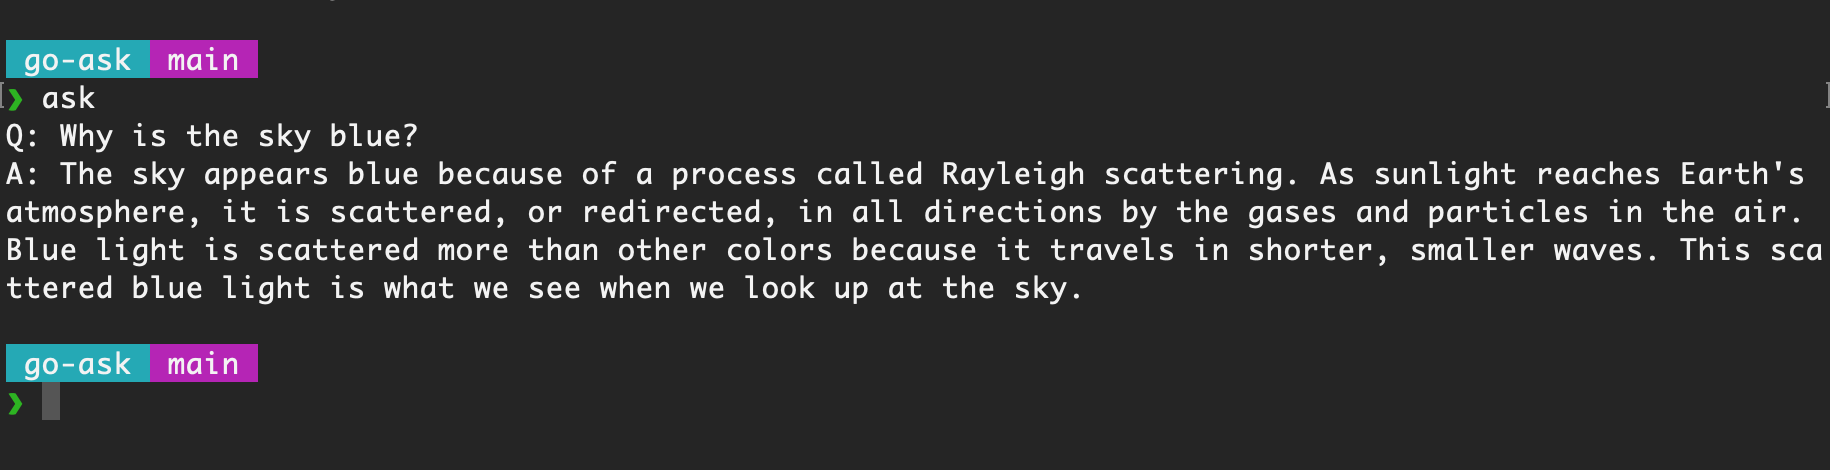 go-ask main
❯ ask
Q: Why is the sky blue?
A: The sky appears blue because of a process called Rayleigh scattering. As sunlight reaches Earth's
atmosphere, it is scattered, or redirected, in all directions by the gases and particles in the air.
Blue light is scattered more than other colors because it travels in shorter, smaller waves. This sca
ttered blue light is what we see when we look up at the sky.
go-ask main
❯